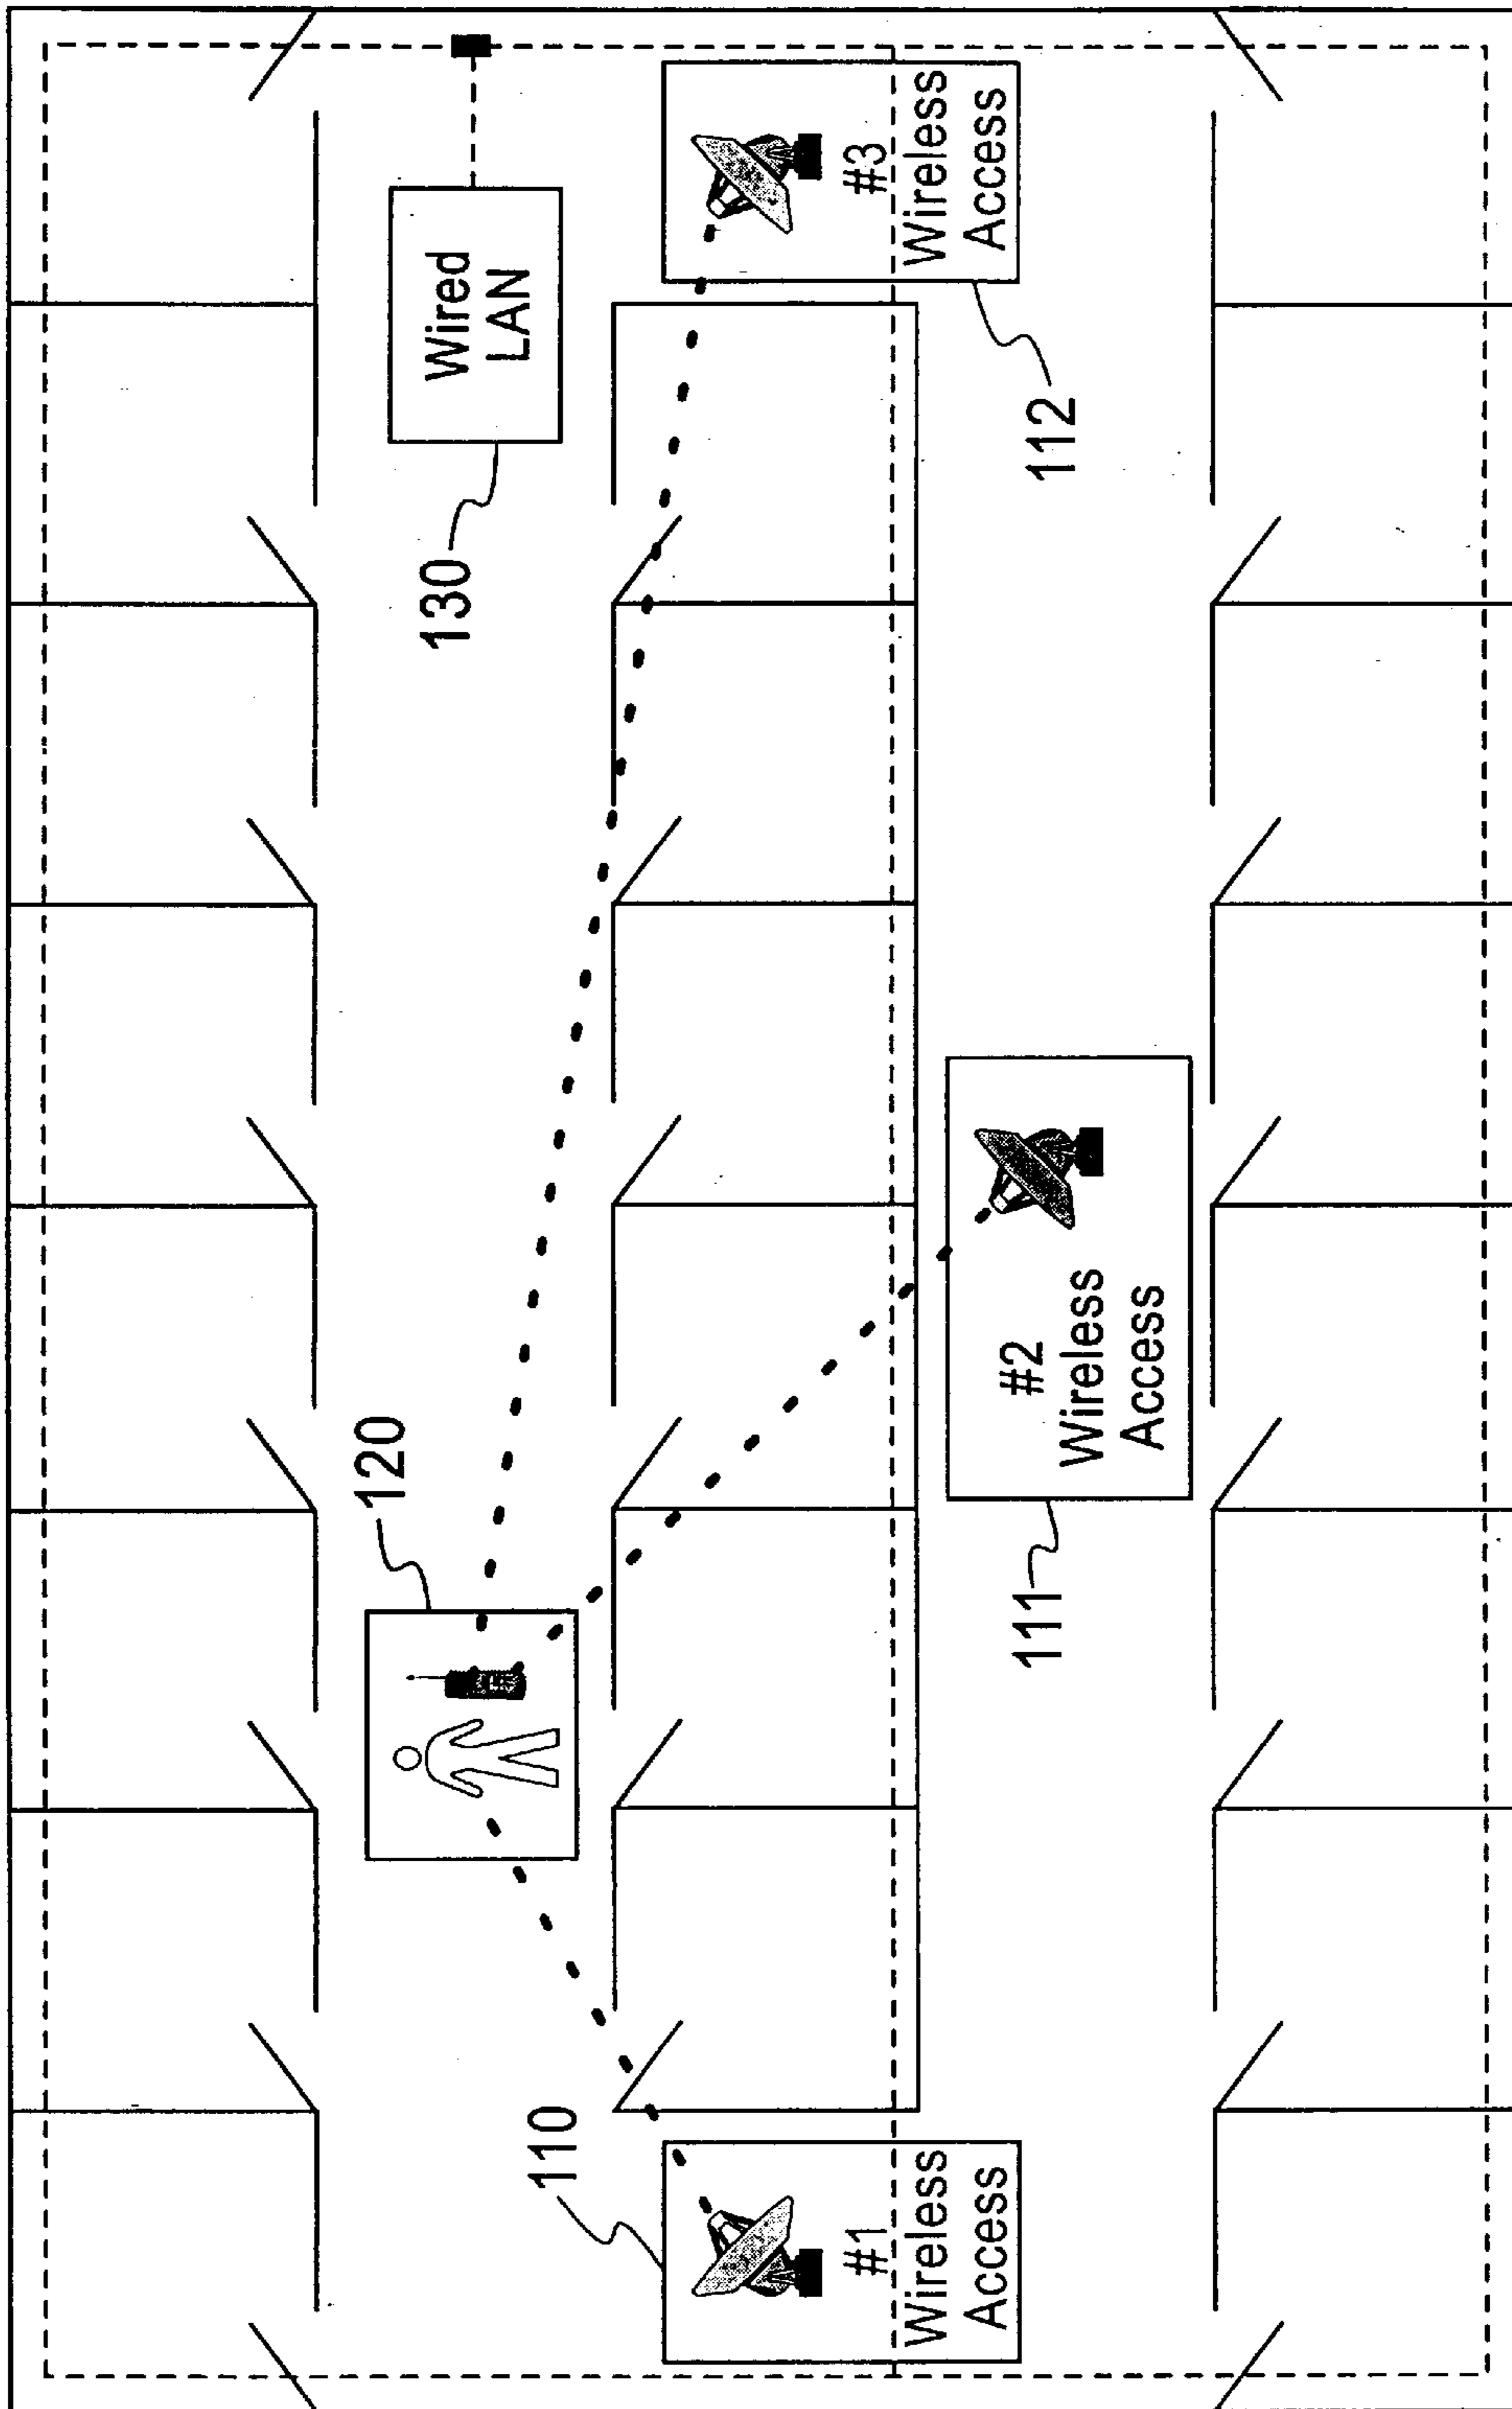 130
Wired
LAN
120
110
#1
Wireless
Access
111
#2
Wireless
Access
112
#3
Wireless
Access